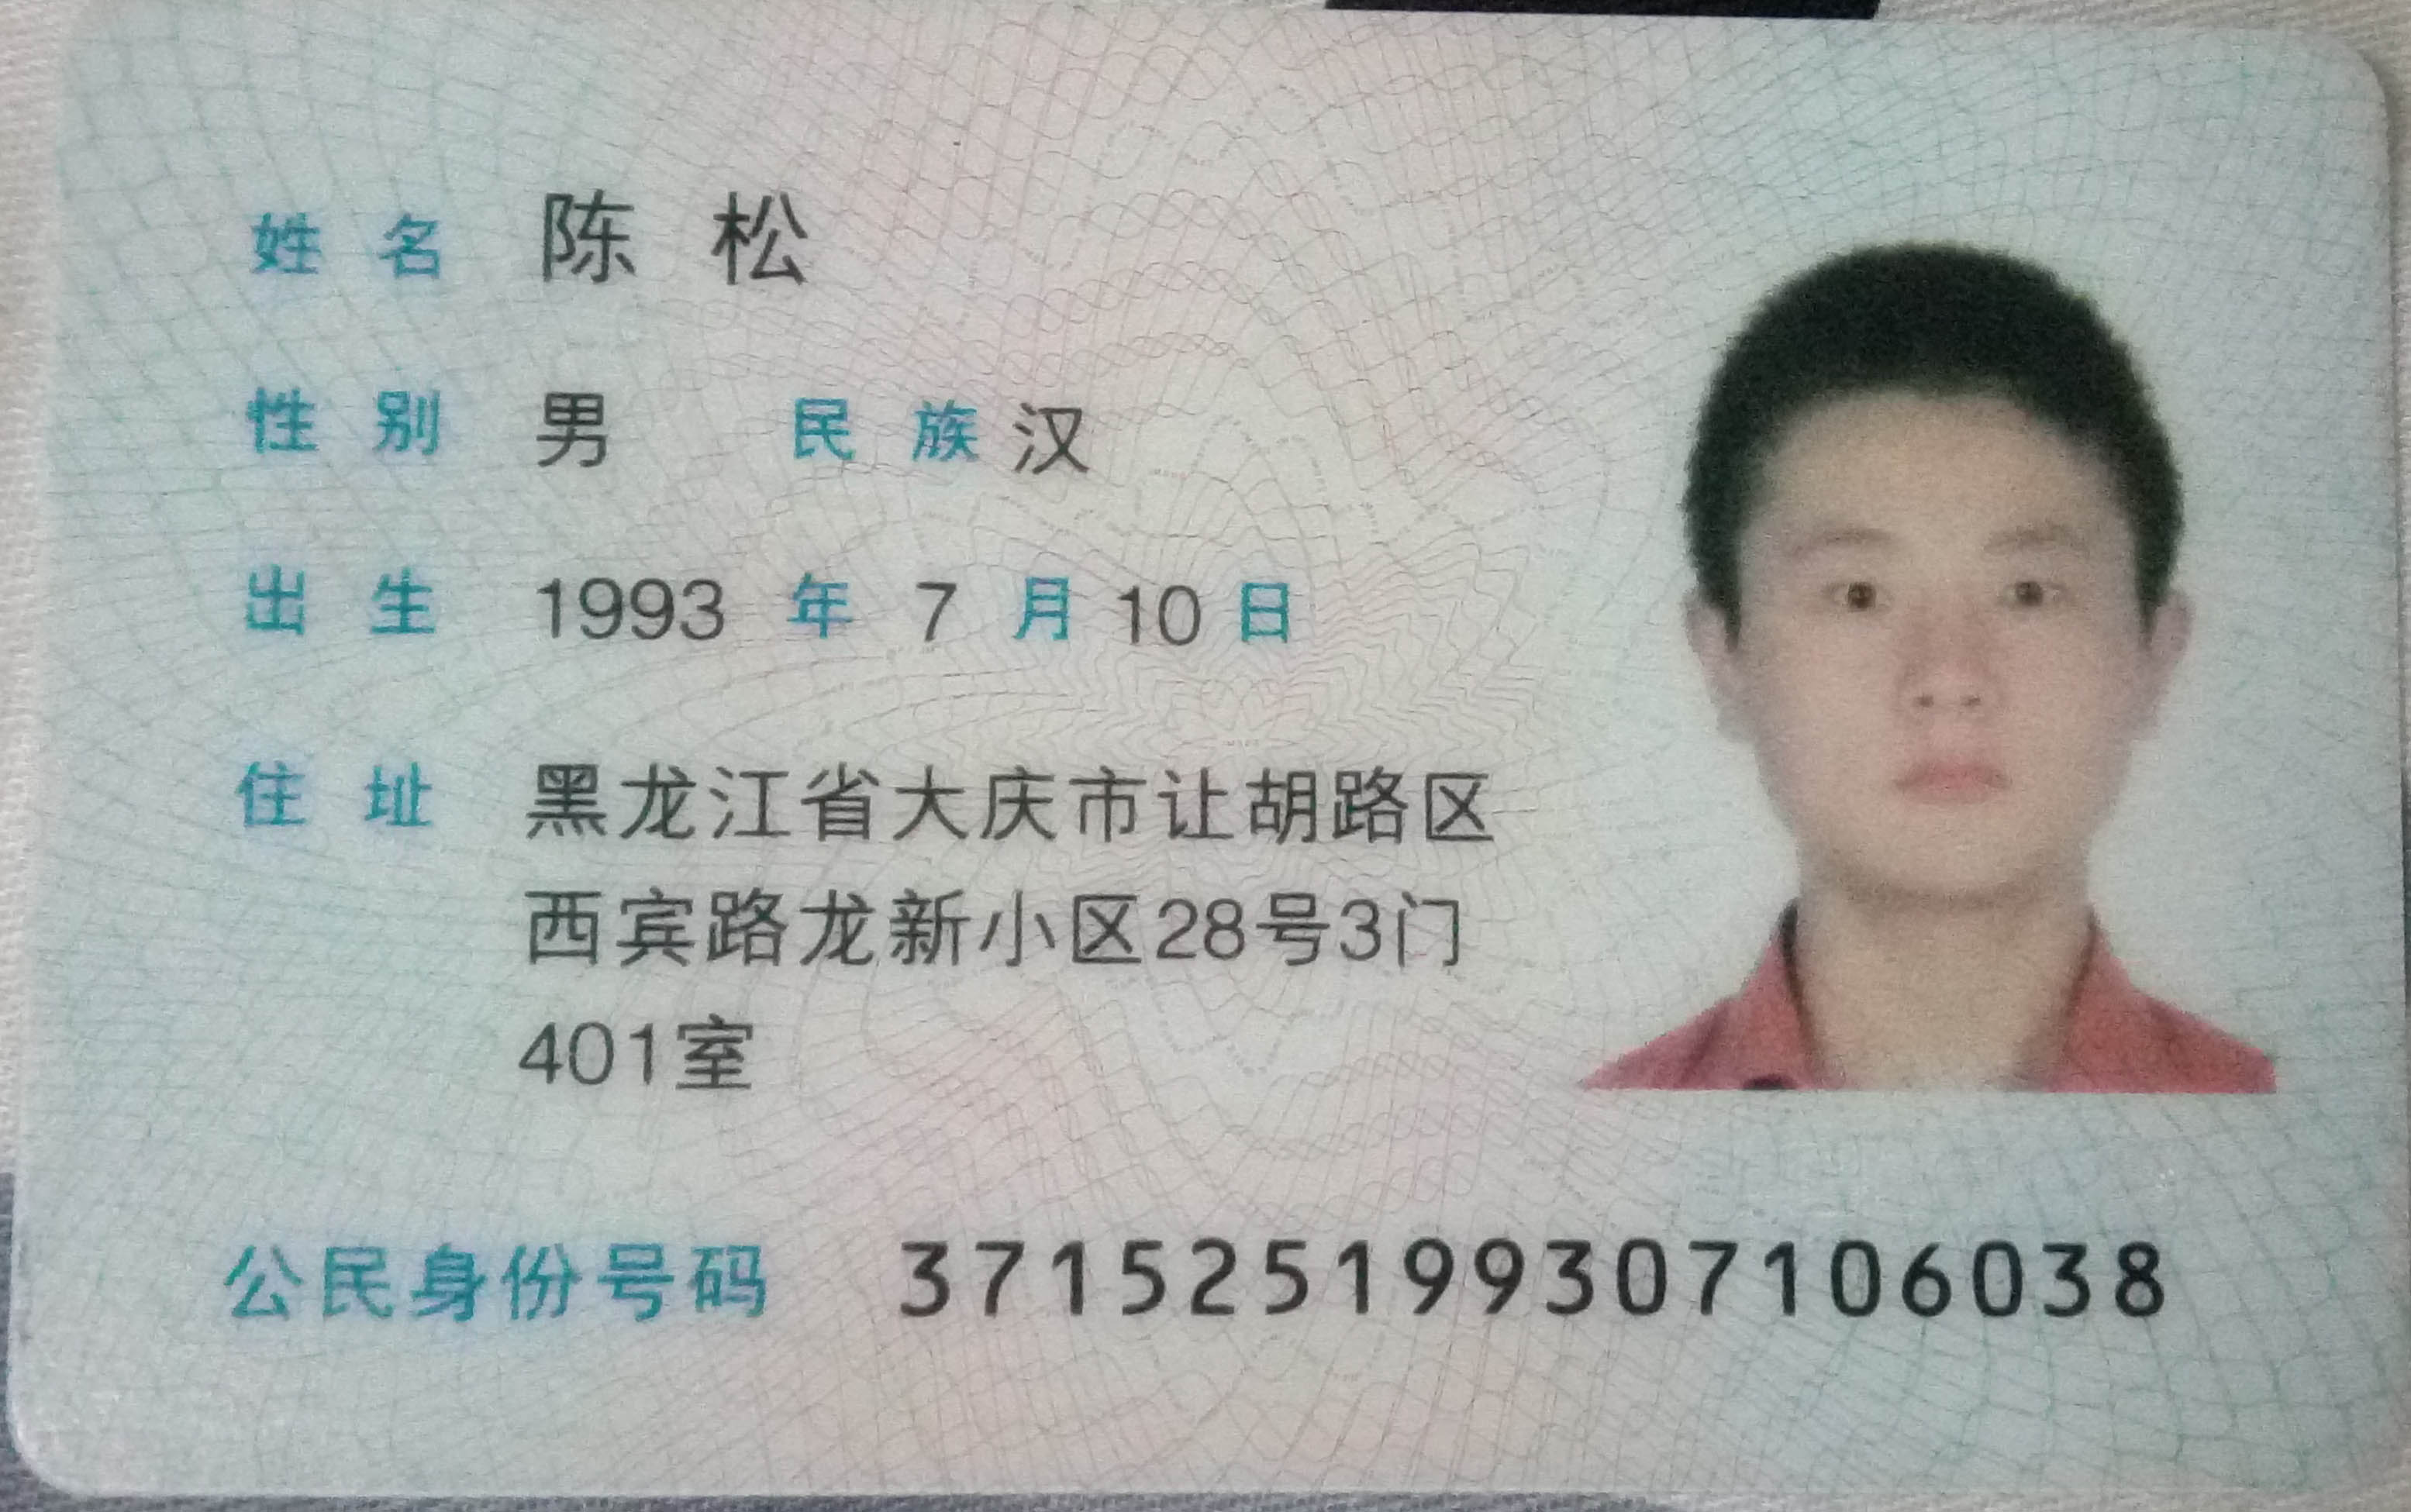 姓名 陈松
性别 男 民族 汉
出生 1993 年 7 月 10 日
住址 黑龙江省大庆市让胡路区
西宾路龙新小区28号3门
401室
公民身份号码 371525199307106038